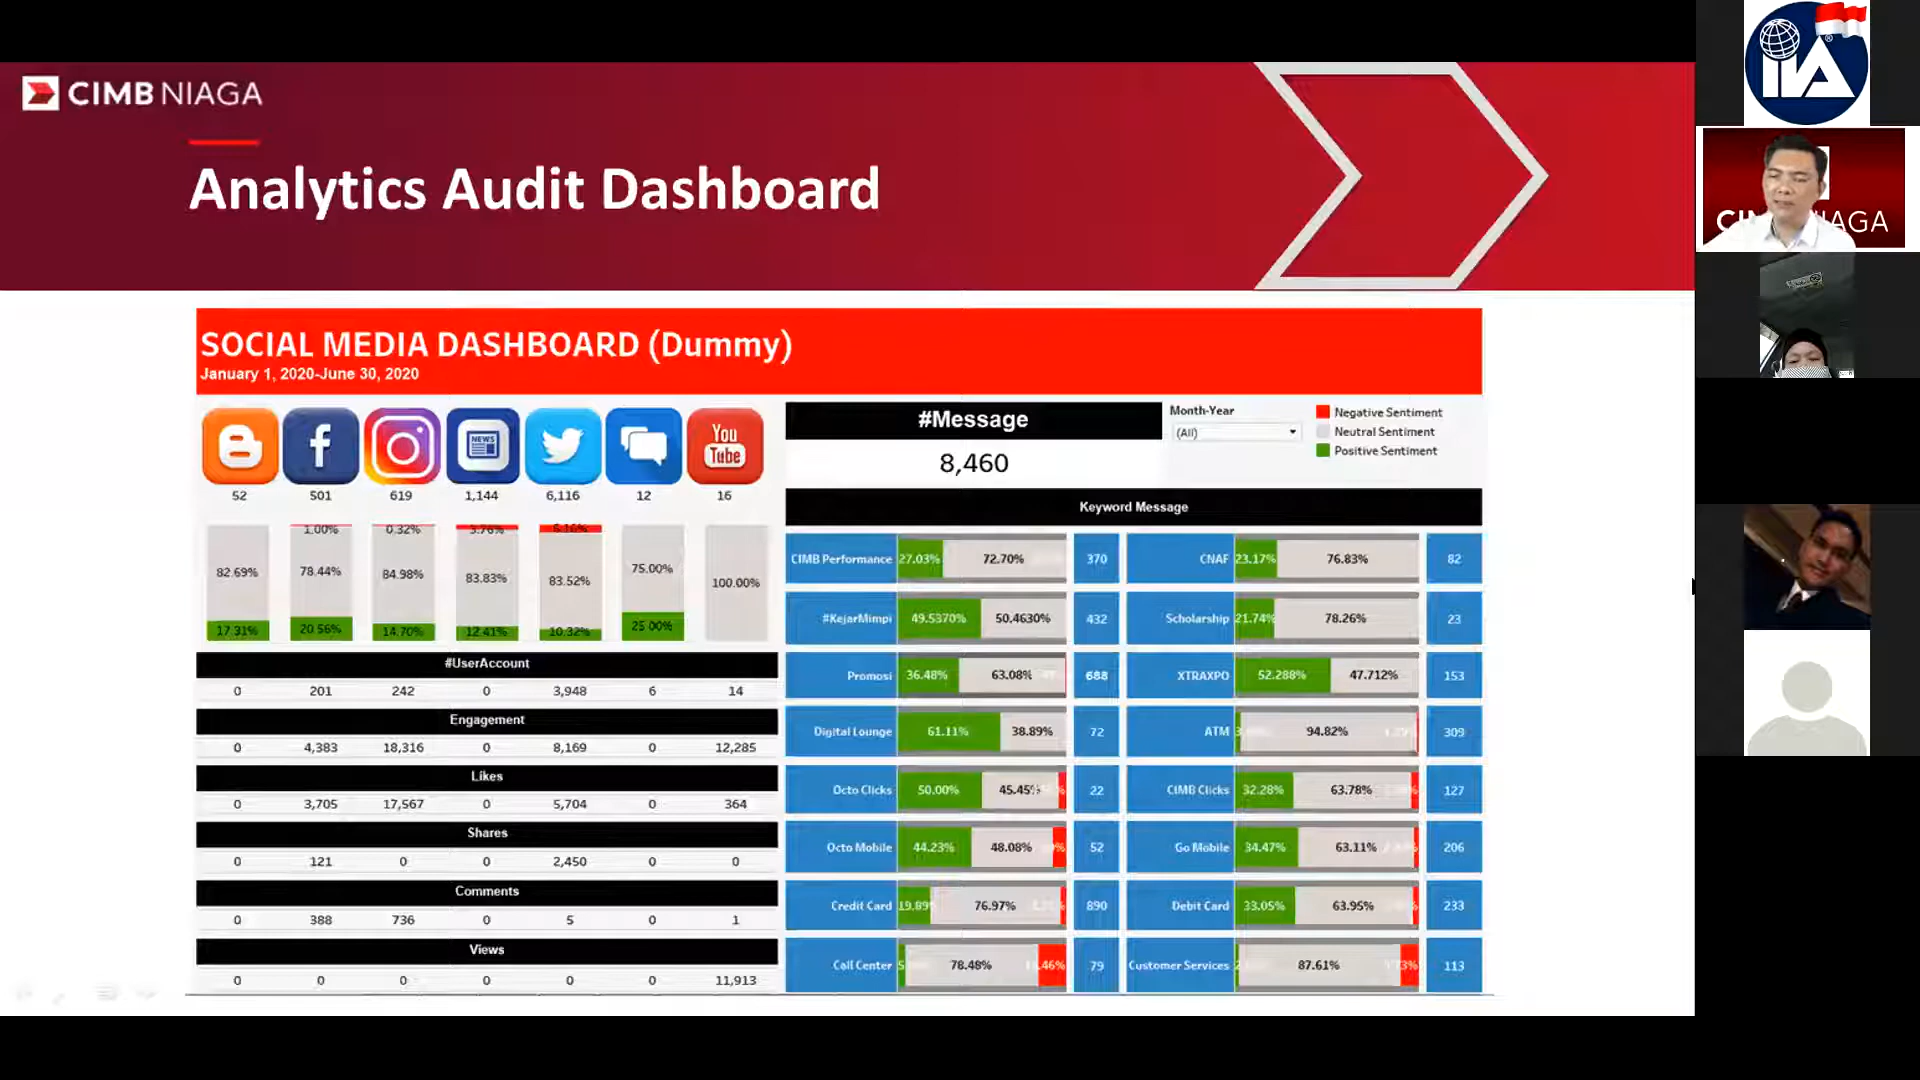 CIMB NIAGA
Analytics Audit Dashboard
SOCIAL MEDIA DASHBOARD (Dummy)
January 1, 2020-June 30, 2020
NEWS
You
Tube
52 501 619 1,144 6,116 12 16
1.00% 0.32% 3.76% 6.16%
82.69% 78.44% 84.98% 83.83% 83.52% 75.00% 100.00%
17.31% 20.56% 14.70% 12.41% 10.32% 25.00%
#UserAccount
0 201 242 0 3,948 6 14
Engagement
0 4,383 18,316 0 8,169 0 12,285
Likes
0 3,705 17,567 0 5,704 0 364
Shares
0 121 0 0 2,450 0 0
Comments
0 388 736 0 5 0 1
Views
0 0 0 0 0 0 11,913
#Message
8,460
Month-Year
(All)
Negative Sentiment
Neutral Sentiment
Positive Sentiment
Keyword Message
CIMB Performance 27.03% 72.70% 370 CNAF 23.17% 76.83% 82
#KejarMimpi 49.5370% 50.4630% 432 Scholarship 21.74% 78.26% 23
Promosi 36.48% 63.08% 688 XTRAXPO 52.288% 47.712% 153
Digital Lounge 61.11% 38.89% 72 ATM 94.82% 309
Octo Clicks 50.00% 45.45% 22 CIMB Clicks 32.28% 63.78% 127
Octo Mobile 44.23% 48.08% 52 Go Mobile 34.47% 63.11% 206
Credit Card 19.89% 76.97% 890 Debit Card 33.05% 63.95% 233
Call Center 78.48% 79 Customer Services 87.61% 113
IIA
AGA